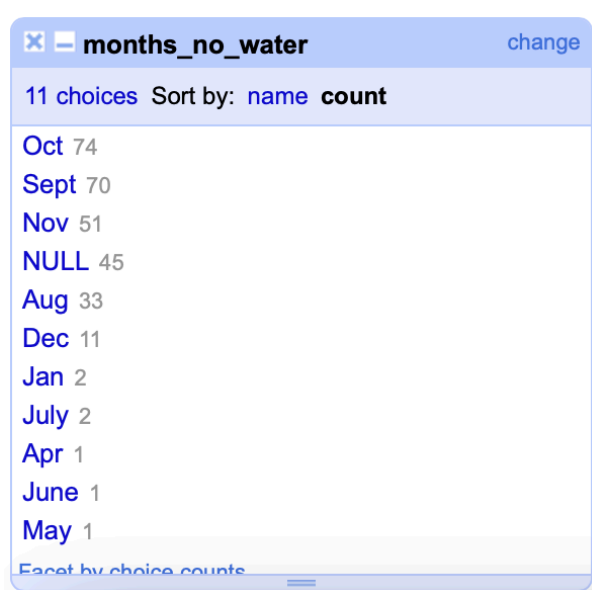 months_no_water change
11 choices Sort by: name count
Oct 74
Sept 70
Nov 51
NULL 45
Aug 33
Dec 11
Jan 2
July 2
Apr 1
June 1
May 1
Facet by choice counts